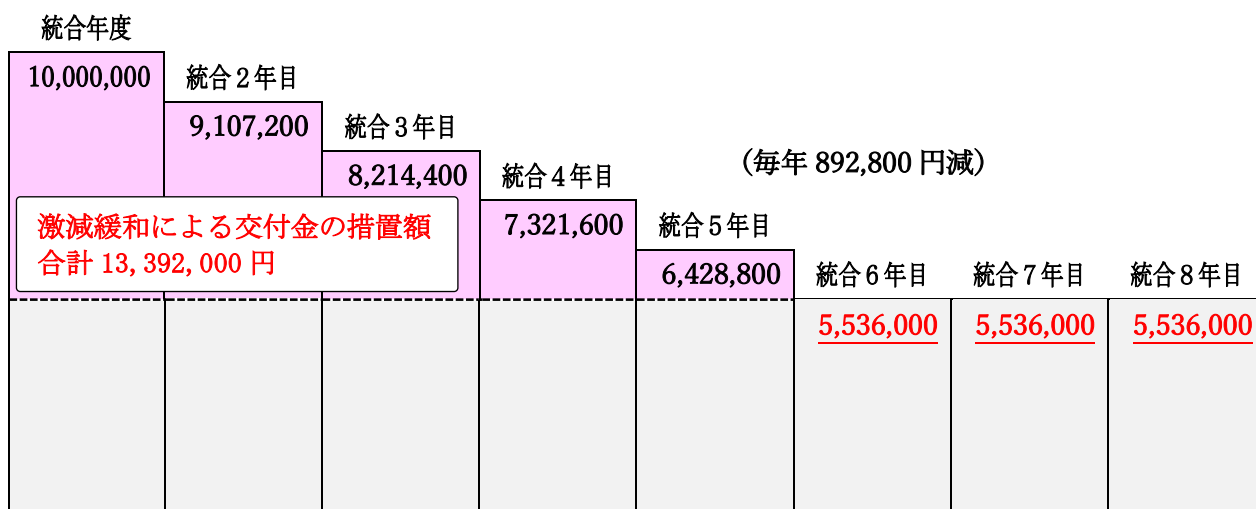 統合年度
10,000,000
統合２年目
9,107,200
統合３年目
8,214,400
統合４年目
7,321,600
統合５年目
6,428,800
（毎年 892,800 円減）
激減緩和による交付金の措置額
合計 13,392,000 円
統合６年目
5,536,000
統合７年目
5,536,000
統合８年目
5,536,000